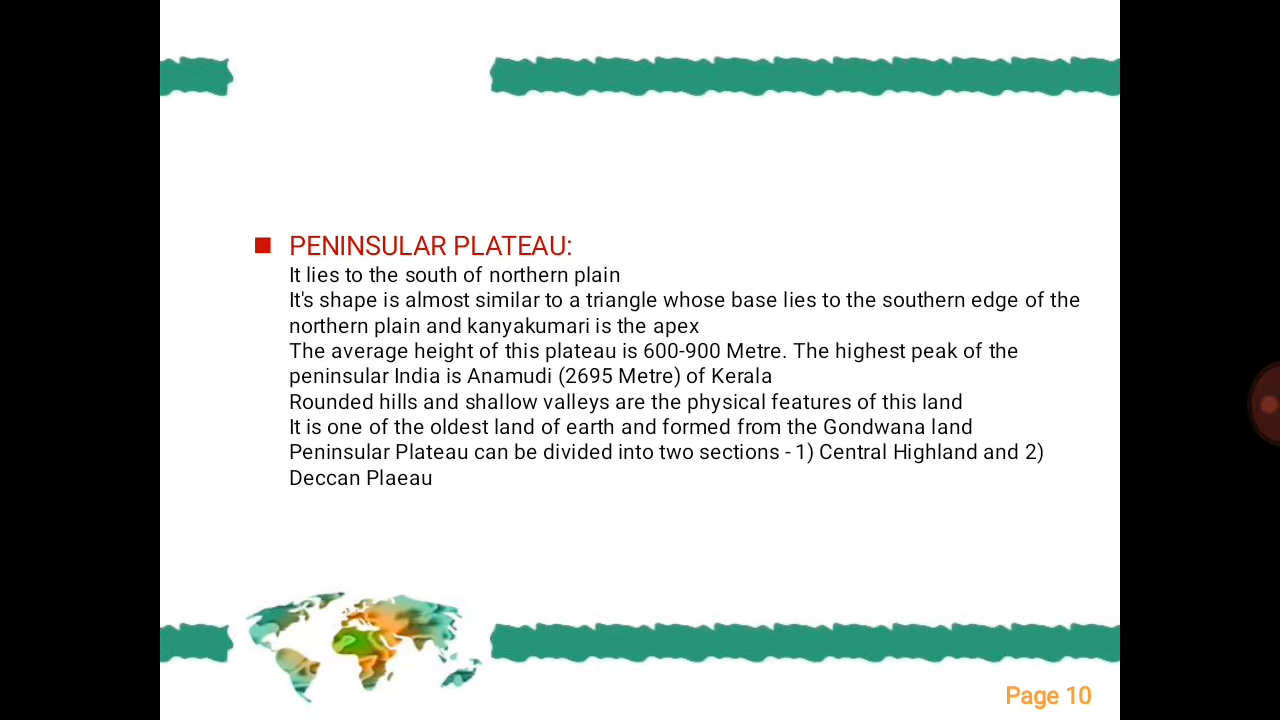 PENINSULAR PLATEAU:
It lies to the south of northern plain
It's shape is almost similar to a triangle whose base lies to the southern edge of the
northern plain and kanyakumari is the apex
The average height of this plateau is 600-900 Metre. The highest peak of the
peninsular India is Anamudi (2695 Metre) of Kerala
Rounded hills and shallow valleys are the physical features of this land
It is one of the oldest land of earth and formed from the Gondwana land
Peninsular Plateau can be divided into two sections - 1) Central Highland and 2)
Deccan Plaeau
Page 10